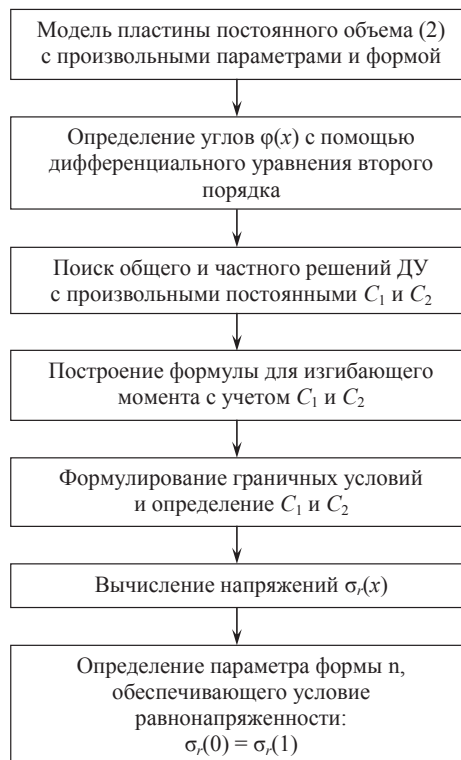 Модель пластины постоянного объема (2)
с произвольными параметрами и формой
Определение углов φ(x) с помощью
дифференциального уравнения второго
порядка
Поиск общего и частного решений ДУ
с произвольными постоянными C₁ и C₂
Построение формулы для изгибающего
момента с учетом C₁ и C₂
Формулирование граничных условий
и определение C₁ и C₂
Вычисление напряжений σᵣ(x)
Определение параметра формы n,
обеспечивающего условие
равнонапряженности:
σᵣ(0) = σᵣ(1)